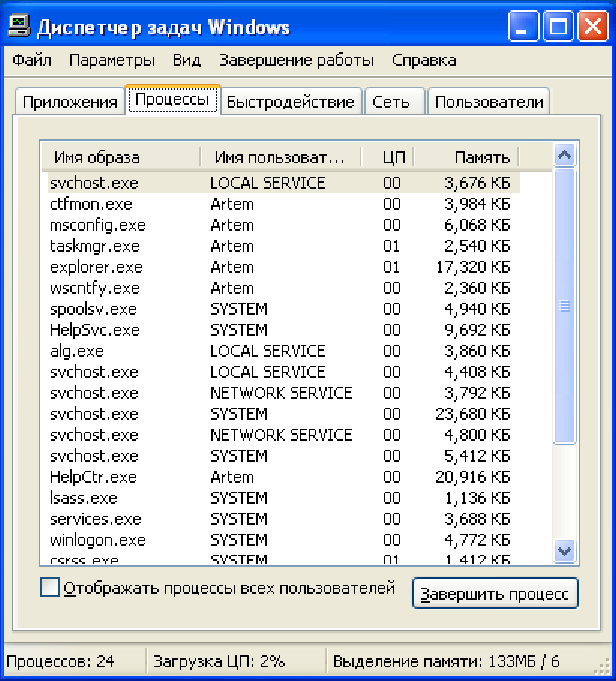 Диспетчер задач Windows
Файл Параметры Вид Завершение работы Справка
Приложения Процессы Быстродействие Сеть Пользователи
Имя образа Имя пользоват... ЦП Память
svchost.exe LOCAL SERVICE 00 3,676 КБ
ctfmon.exe Artem 00 3,984 КБ
msconfig.exe Artem 00 6,068 КБ
taskmgr.exe Artem 01 2,540 КБ
explorer.exe Artem 01 17,320 КБ
wscntfy.exe Artem 00 2,360 КБ
spoolsv.exe SYSTEM 00 4,940 КБ
HelpSvc.exe SYSTEM 00 9,692 КБ
alg.exe LOCAL SERVICE 00 3,860 КБ
svchost.exe LOCAL SERVICE 00 4,408 КБ
svchost.exe NETWORK SERVICE 00 3,792 КБ
svchost.exe SYSTEM 00 23,680 КБ
svchost.exe NETWORK SERVICE 00 4,800 КБ
svchost.exe SYSTEM 00 5,412 КБ
HelpCtr.exe Artem 00 20,916 КБ
lsass.exe SYSTEM 00 1,136 КБ
services.exe SYSTEM 00 3,688 КБ
winlogon.exe SYSTEM 00 4,772 КБ
csrss.exe SYSTEM 01 1,412 КБ
Отображать процессы всех пользователей Завершить процесс
Процессов: 24 Загрузка ЦП: 2% Выделение памяти: 133МБ / 6